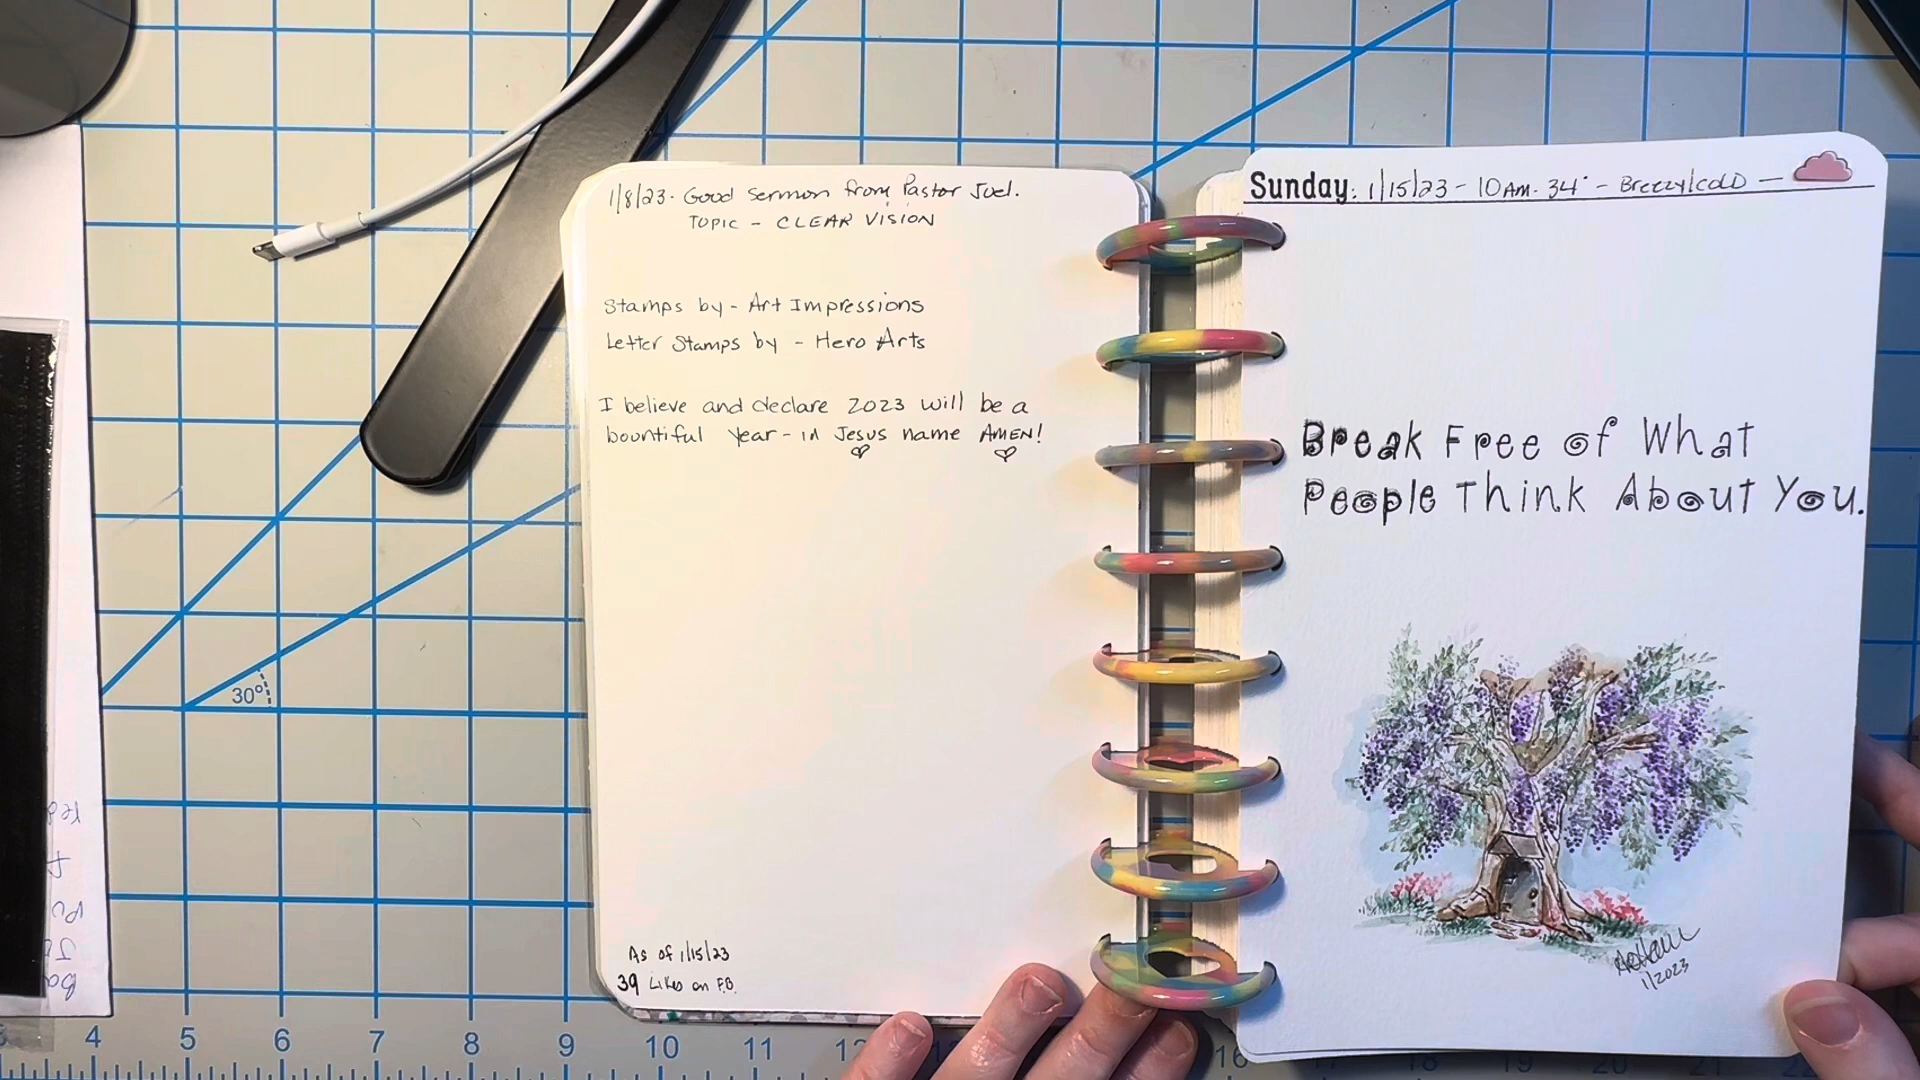 1/8/23. Good Sermon from Pastor Joel.
TOPIC - CLEAR VISION
Stamps by - Art Impressions
Letter Stamps by - Hero Arts
I believe and declare 2023 will be a
bountiful year - in Jesus name AMEN!
As of 1/15/23
39 Likes on F.B.
Sunday: 1/15/23 - 10AM. 34° - Breezy/cold -
Break Free of What
People Think About You.
1/2023
30°
4 5 6 7 8 9 10 11 12 16